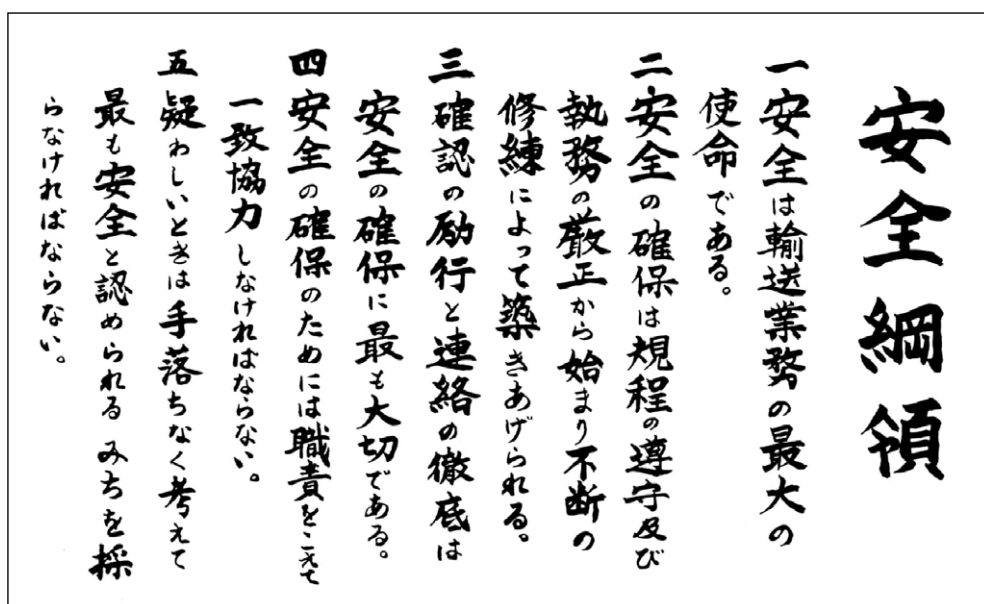 安全綱領
一 安全は輸送業務の最大の
使命である。
二 安全の確保は規程の遵守及び
執務の厳正から始まり不断の
修練によって築きあげられる。
三 確認の励行と連絡の徹底は
安全の確保に最も大切である。
四 安全の確保のためには職責をこえて
一致協力しなければならない。
五 疑わしいときは手落ちなく考えて
最も安全と認められるみちを採
らなければならない。